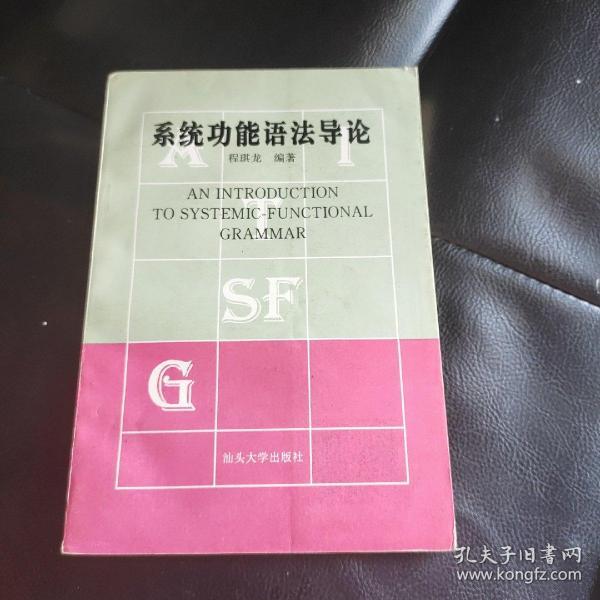 系统功能语法导论
A I
程琪龙 编著
AN INTRODUCTION
TO SYSTEMIC-FUNCTIONAL
T
GRAMMAR
SF
G
汕头大学出版社
孔夫子旧书网
www.kongfz.com